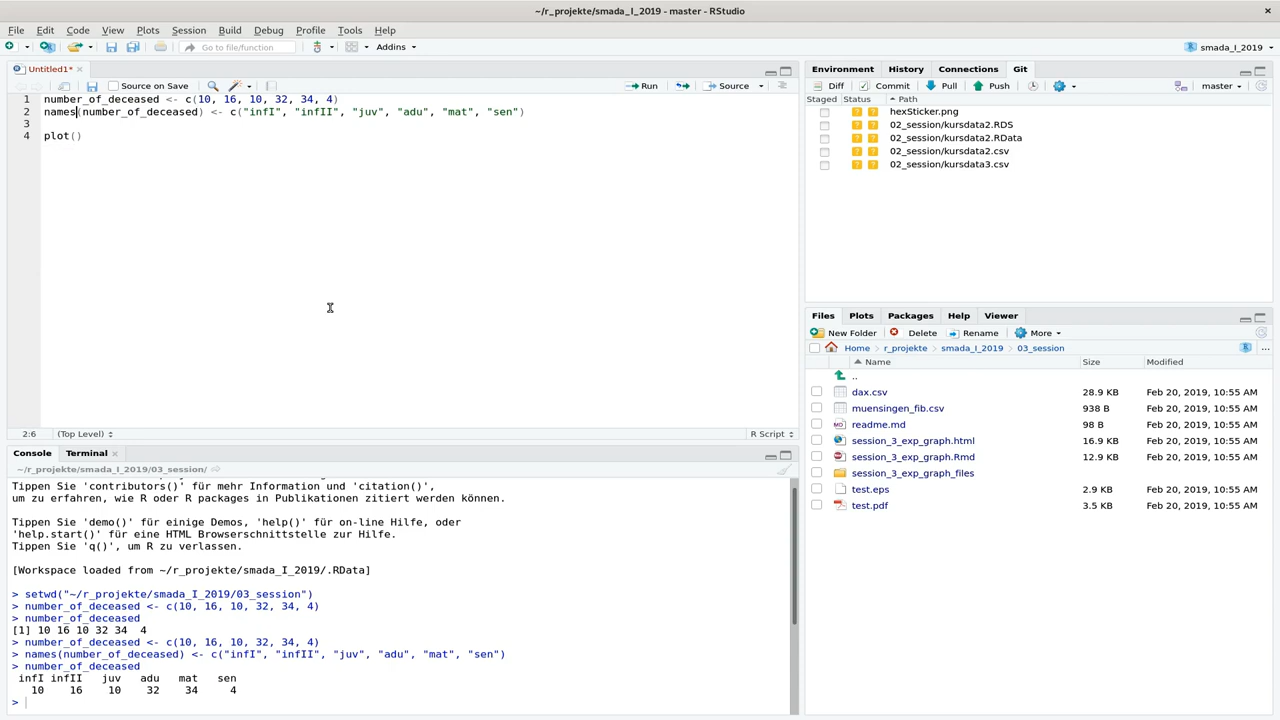 ~/r_projekte/smada_I_2019 - master - RStudio
File Edit Code View Plots Session Build Debug Profile Tools Help
Go to file/function Addins smada_I_2019
Untitled1*
Source on Save Run Source
1 number_of_deceased <- c(10, 16, 10, 32, 34, 4)
2 names(number_of_deceased) <- c("infI", "infII", "juv", "adu", "mat", "sen")
3
4 plot()
2:6 (Top Level) R Script
Console Terminal
~/r_projekte/smada_I_2019/03_session/
Tippen Sie 'contributors()' für mehr Information und 'citation()',
um zu erfahren, wie R oder R packages in Publikationen zitiert werden können.
Tippen Sie 'demo()' für einige Demos, 'help()' für on-line Hilfe, oder
'help.start()' für eine HTML Browserschnittstelle zur Hilfe.
Tippen Sie 'q()', um R zu verlassen.
[Workspace loaded from ~/r_projekte/smada_I_2019/.RData]
> setwd("~/r_projekte/smada_I_2019/03_session")
> number_of_deceased <- c(10, 16, 10, 32, 34, 4)
> number_of_deceased
[1] 10 16 10 32 34  4
> number_of_deceased <- c(10, 16, 10, 32, 34, 4)
> names(number_of_deceased) <- c("infI", "infII", "juv", "adu", "mat", "sen")
> number_of_deceased
infI infII juv adu mat sen
10 16 10 32 34 4
>
Environment History Connections Git
Diff Commit Pull Push master
Staged Status Path
? ? hexSticker.png
? ? 02_session/kursdata2.RDS
? ? 02_session/kursdata2.RData
? ? 02_session/kursdata2.csv
? ? 02_session/kursdata3.csv
Files Plots Packages Help Viewer
New Folder Delete Rename More
Home r_projekte smada_I_2019 03_session ...
Name Size Modified
..
dax.csv 28.9 KB Feb 20, 2019, 10:55 AM
muensingen_fib.csv 938 B Feb 20, 2019, 10:55 AM
readme.md 98 B Feb 20, 2019, 10:55 AM
session_3_exp_graph.html 16.9 KB Feb 20, 2019, 10:55 AM
session_3_exp_graph.Rmd 12.9 KB Feb 20, 2019, 10:55 AM
session_3_exp_graph_files
test.eps 2.9 KB Feb 20, 2019, 10:55 AM
test.pdf 3.5 KB Feb 20, 2019, 10:55 AM